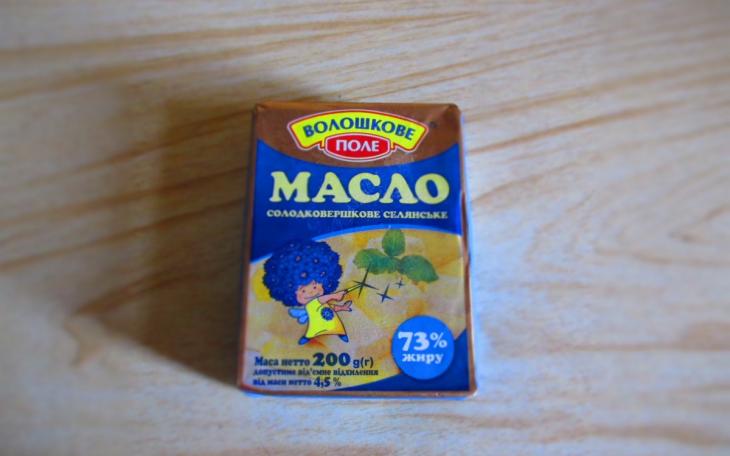 ВОЛОШКОВЕ
ПОЛЕ
МАСЛО
СОЛОДКОВЕРШКОВЕ СЕЛЯНСЬКЕ
73%
жиру
Маса нетто 200 g(г)
допустиме від'ємне відхилення
від маси нетто 4,5 %